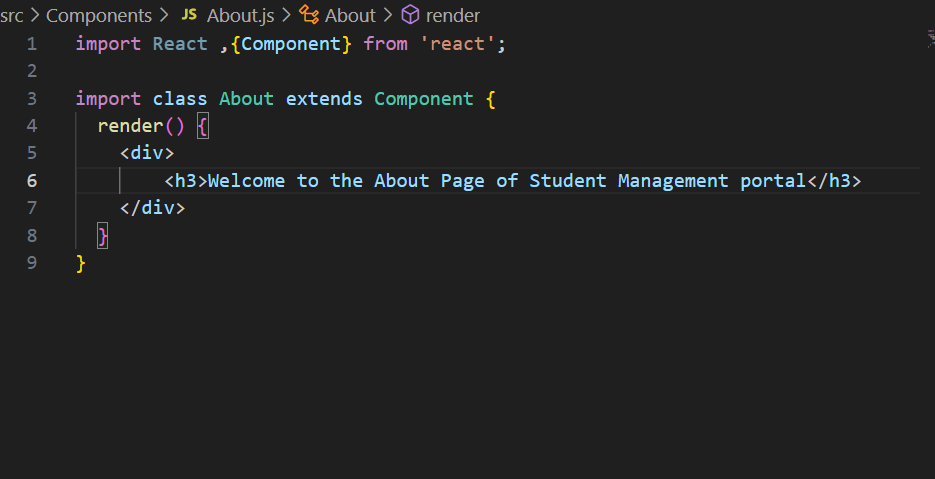 src > Components > JS About.js > About > render
1 import React ,{Component} from 'react';
2
3 import class About extends Component {
4   render() {
5     <div>
6         <h3>Welcome to the About Page of Student Management portal</h3>
7     </div>
8   }
9 }